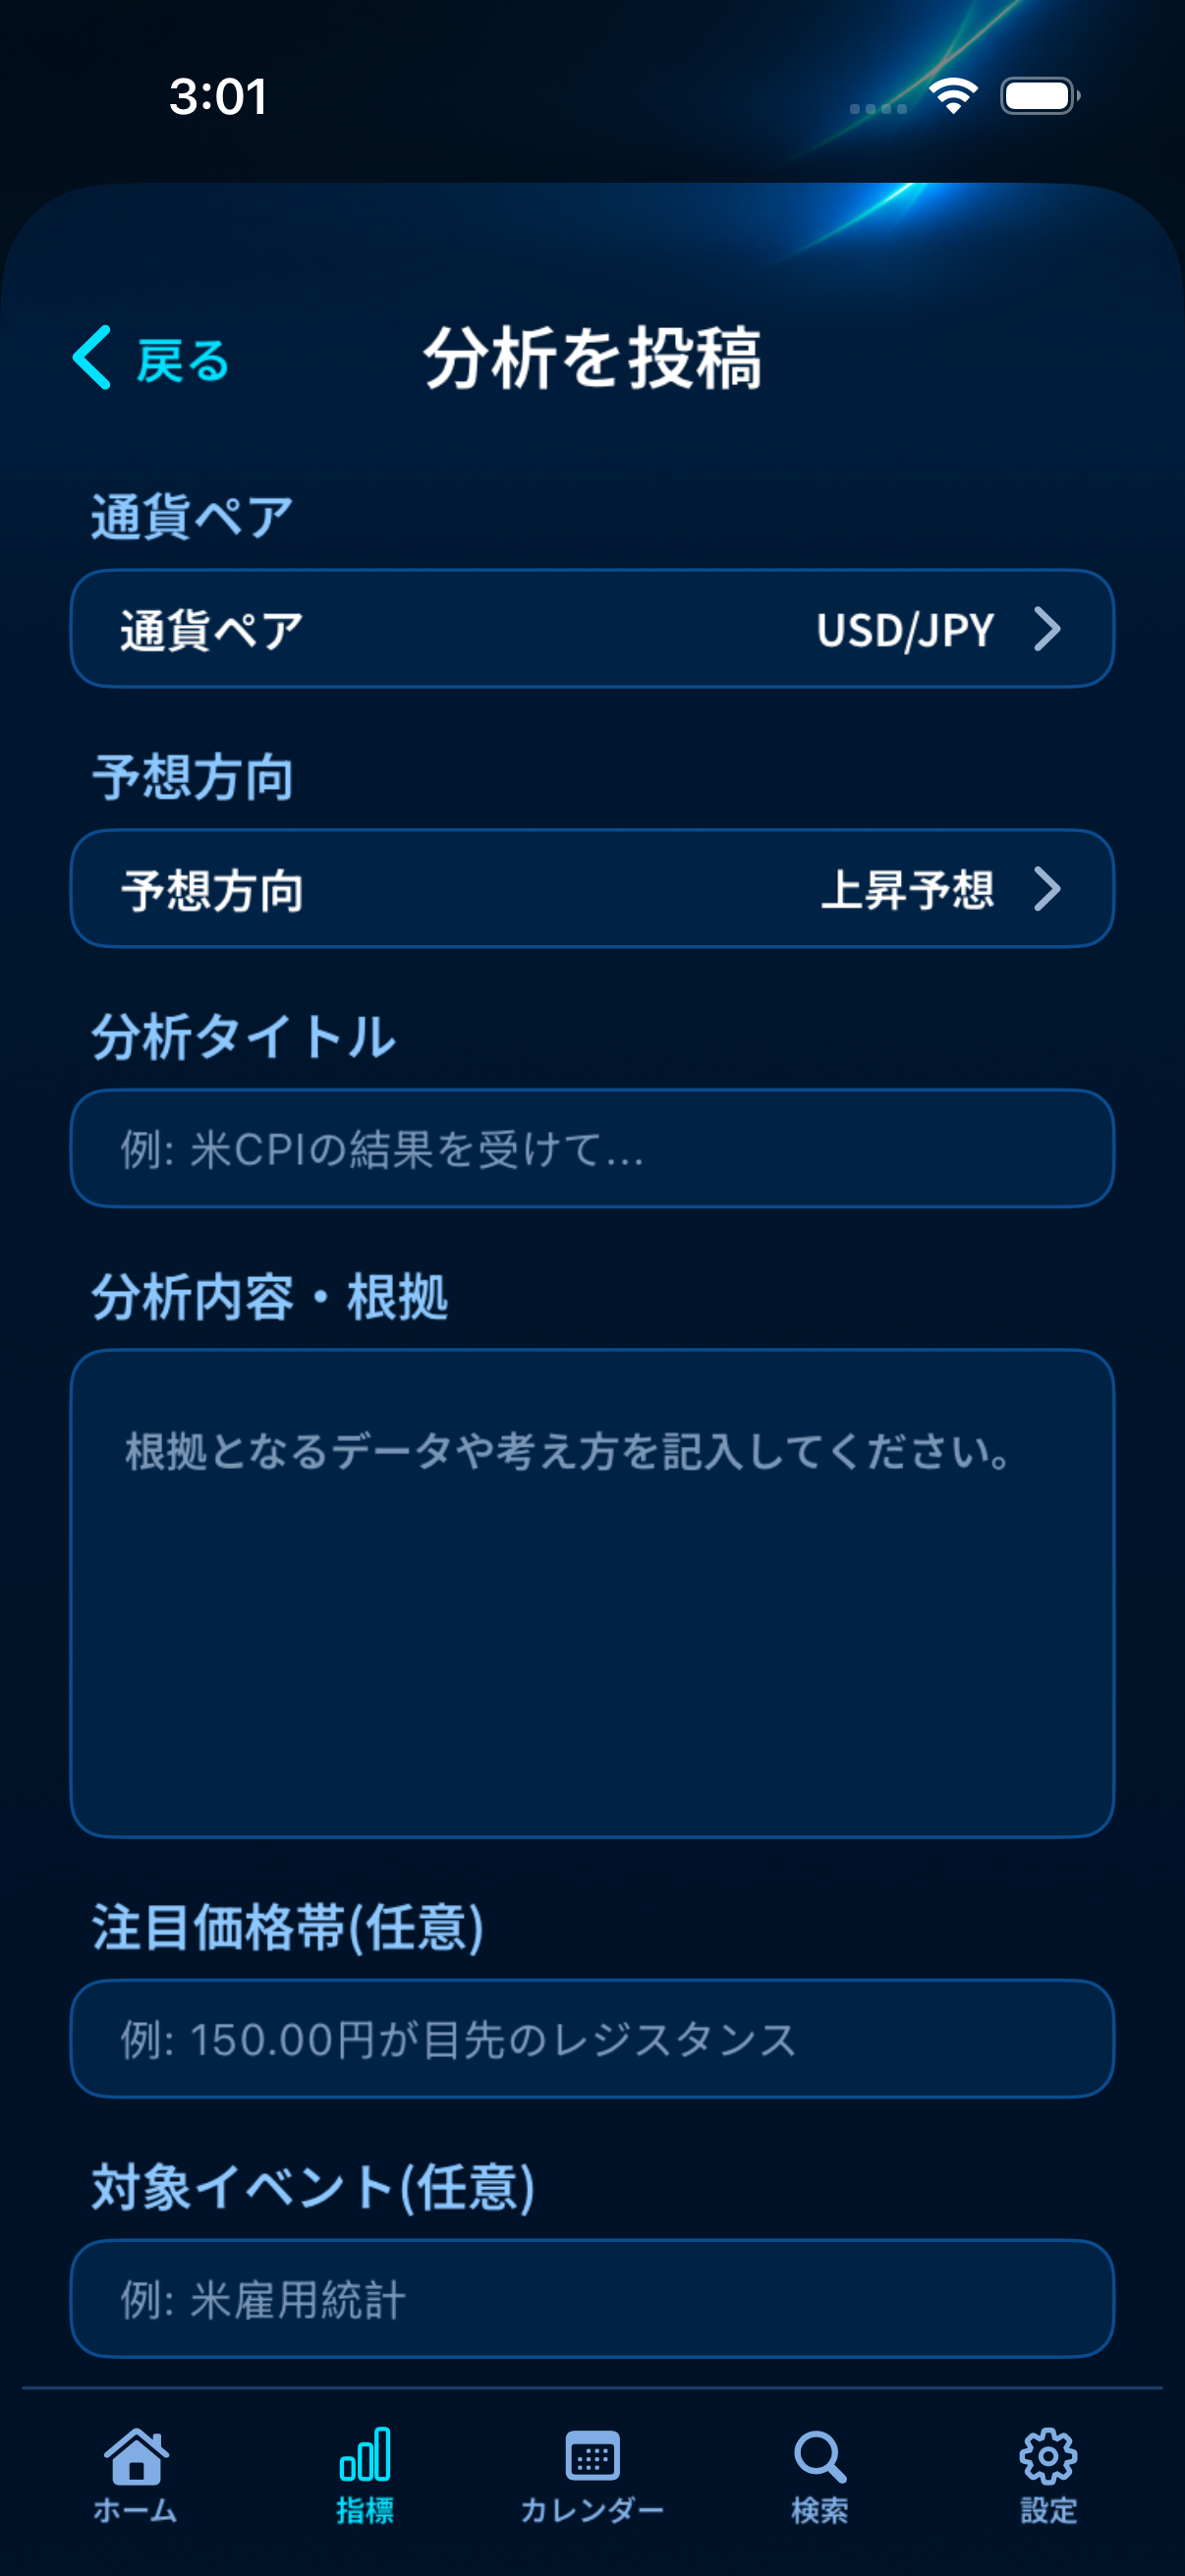 3:01
戻る
分析を投稿
通貨ペア
通貨ペア USD/JPY
予想方向
予想方向 上昇予想
分析タイトル
例: 米CPIの結果を受けて...
分析内容・根拠
根拠となるデータや考え方を記入してください。
注目価格帯(任意)
例: 150.00円が目先のレジスタンス
対象イベント(任意)
例: 米雇用統計
ホーム 指標 カレンダー 検索 設定